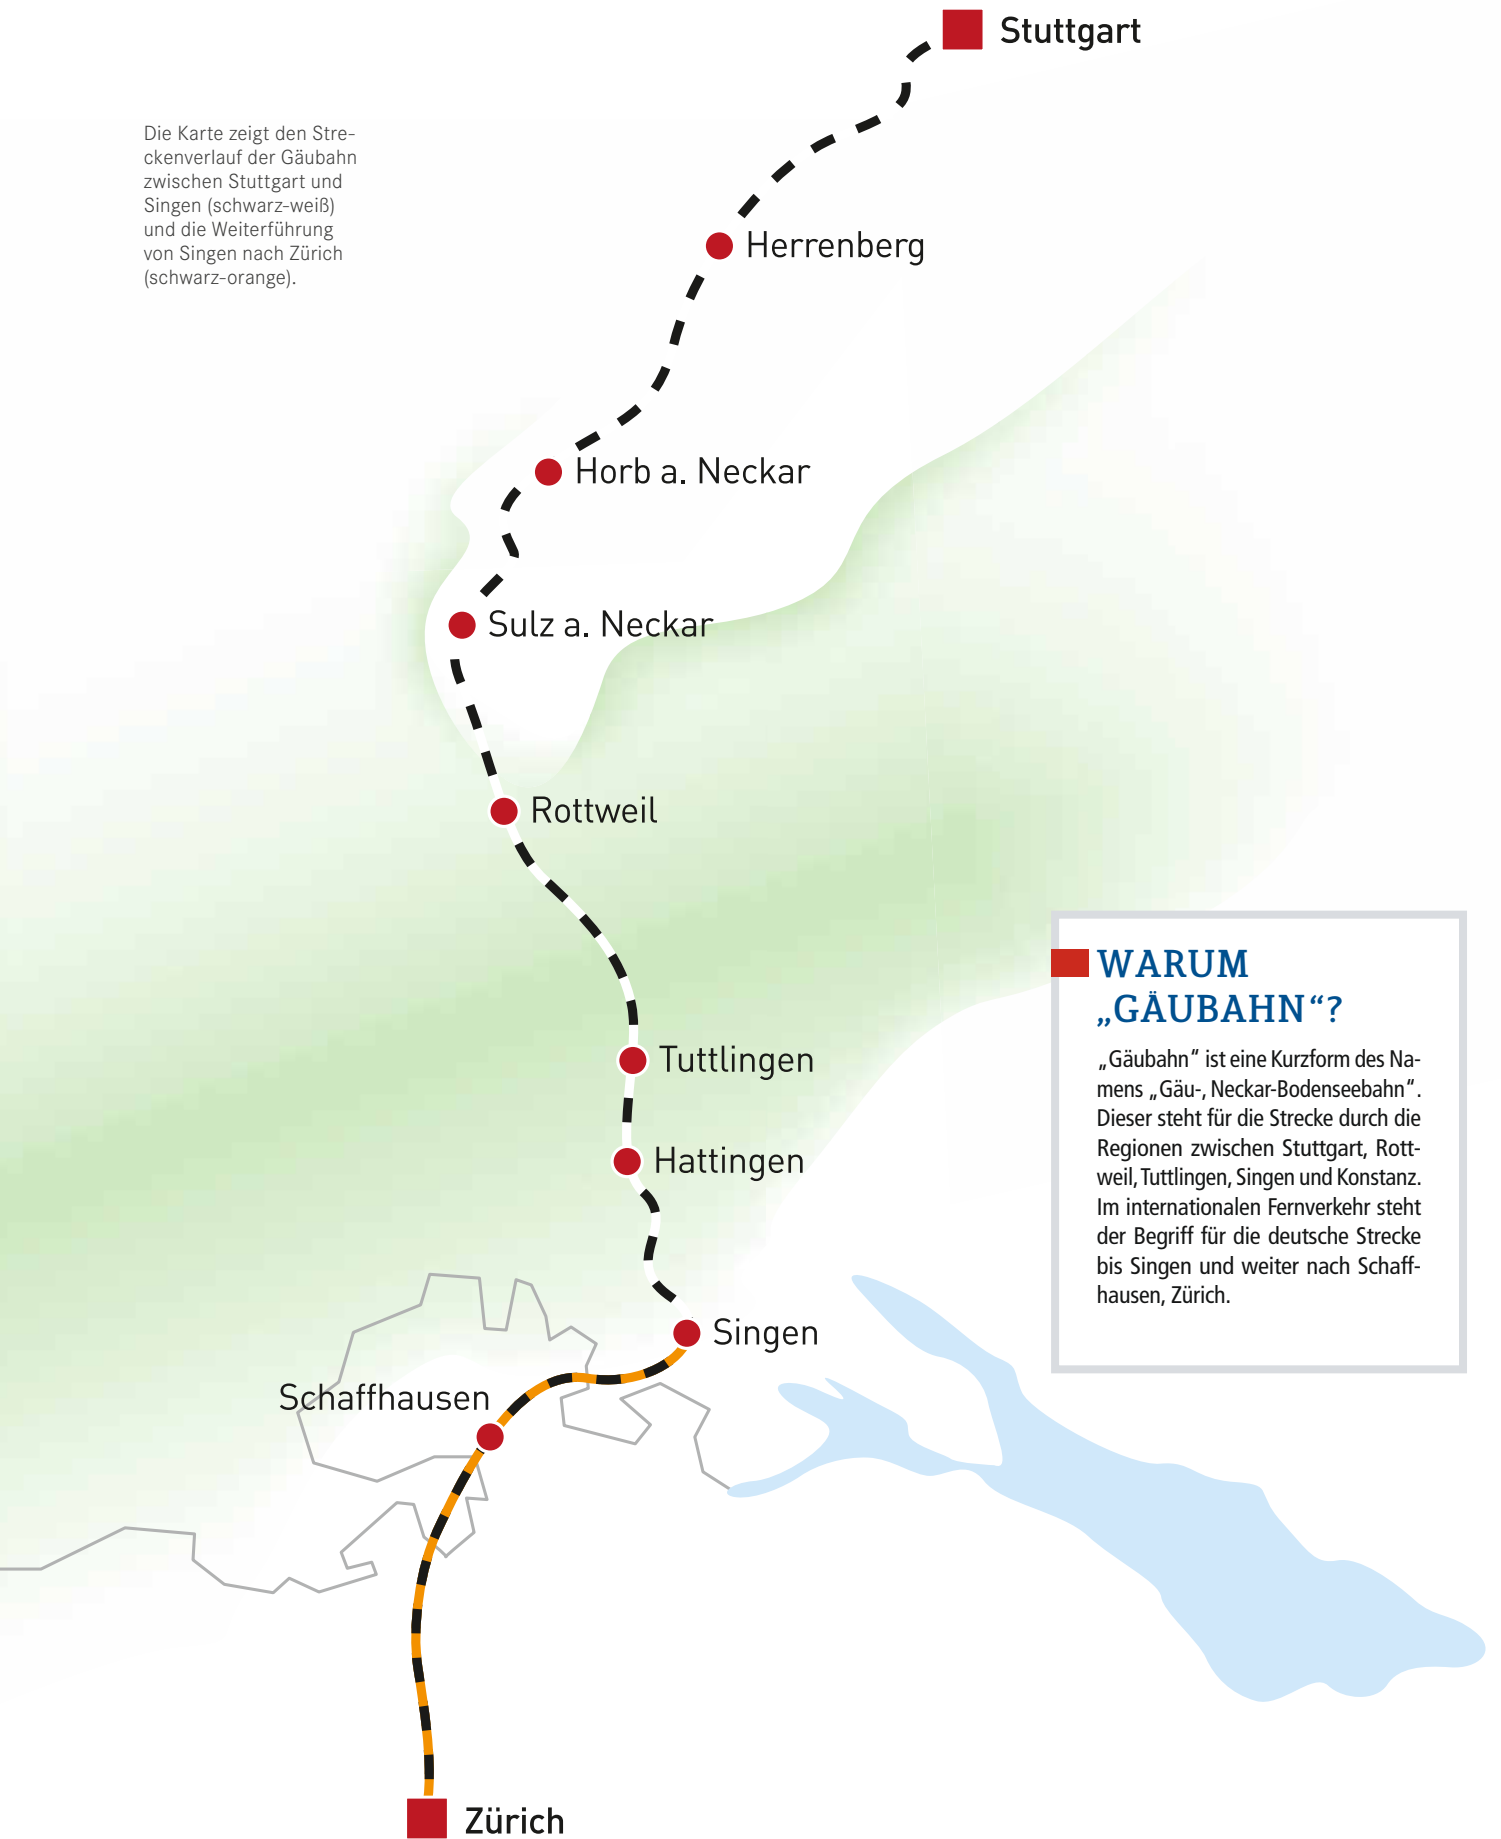 Stuttgart
Die Karte zeigt den Stre-
ckenverlauf der Gäubahn
zwischen Stuttgart und
Singen (schwarz-weiß)
und die Weiterführung
von Singen nach Zürich
(schwarz-orange).
Herrenberg
Horb a. Neckar
Sulz a. Neckar
Rottweil
Tuttlingen
Hattingen
Singen
Schaffhausen
Zürich
WARUM
„GÄUBAHN“?
„Gäubahn“ ist eine Kurzform des Na-
mens „Gäu-, Neckar-Bodenseebahn“.
Dieser steht für die Strecke durch die
Regionen zwischen Stuttgart, Rott-
weil, Tuttlingen, Singen und Konstanz.
Im internationalen Fernverkehr steht
der Begriff für die deutsche Strecke
bis Singen und weiter nach Schaff-
hausen, Zürich.